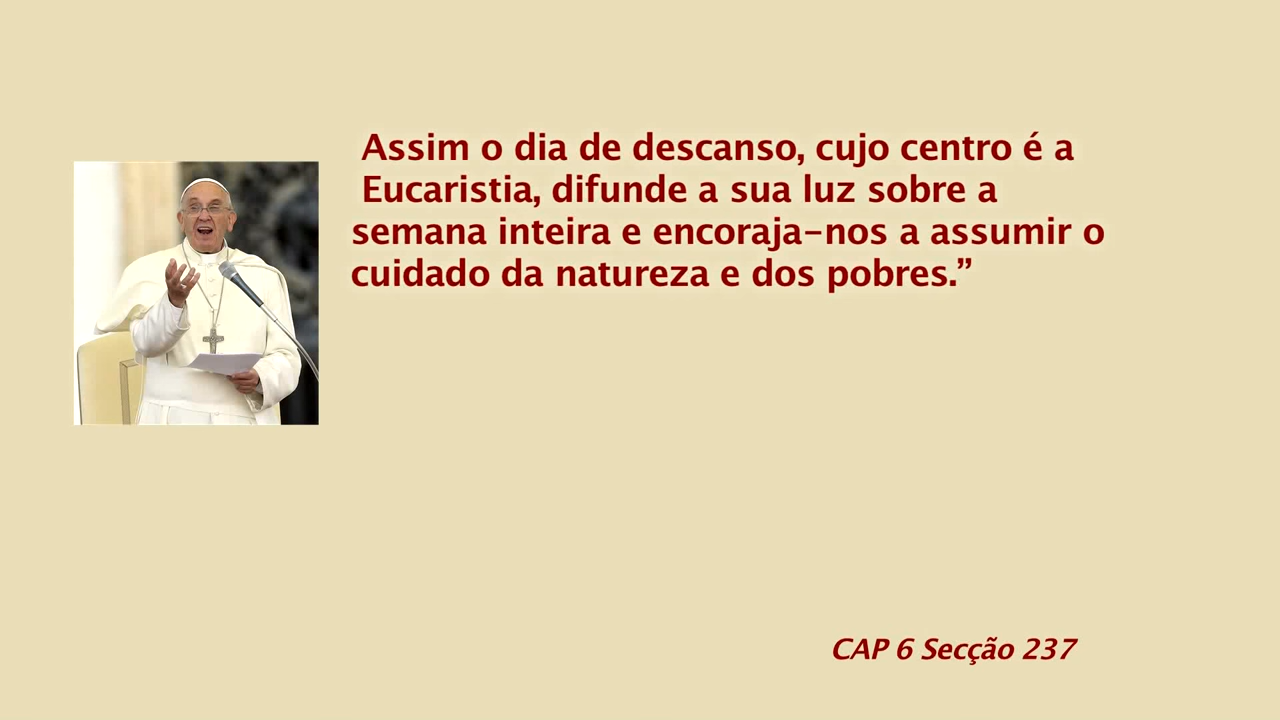 Assim o dia de descanso, cujo centro é a
Eucaristia, difunde a sua luz sobre a
semana inteira e encoraja-nos a assumir o
cuidado da natureza e dos pobres.”
CAP 6 Secção 237